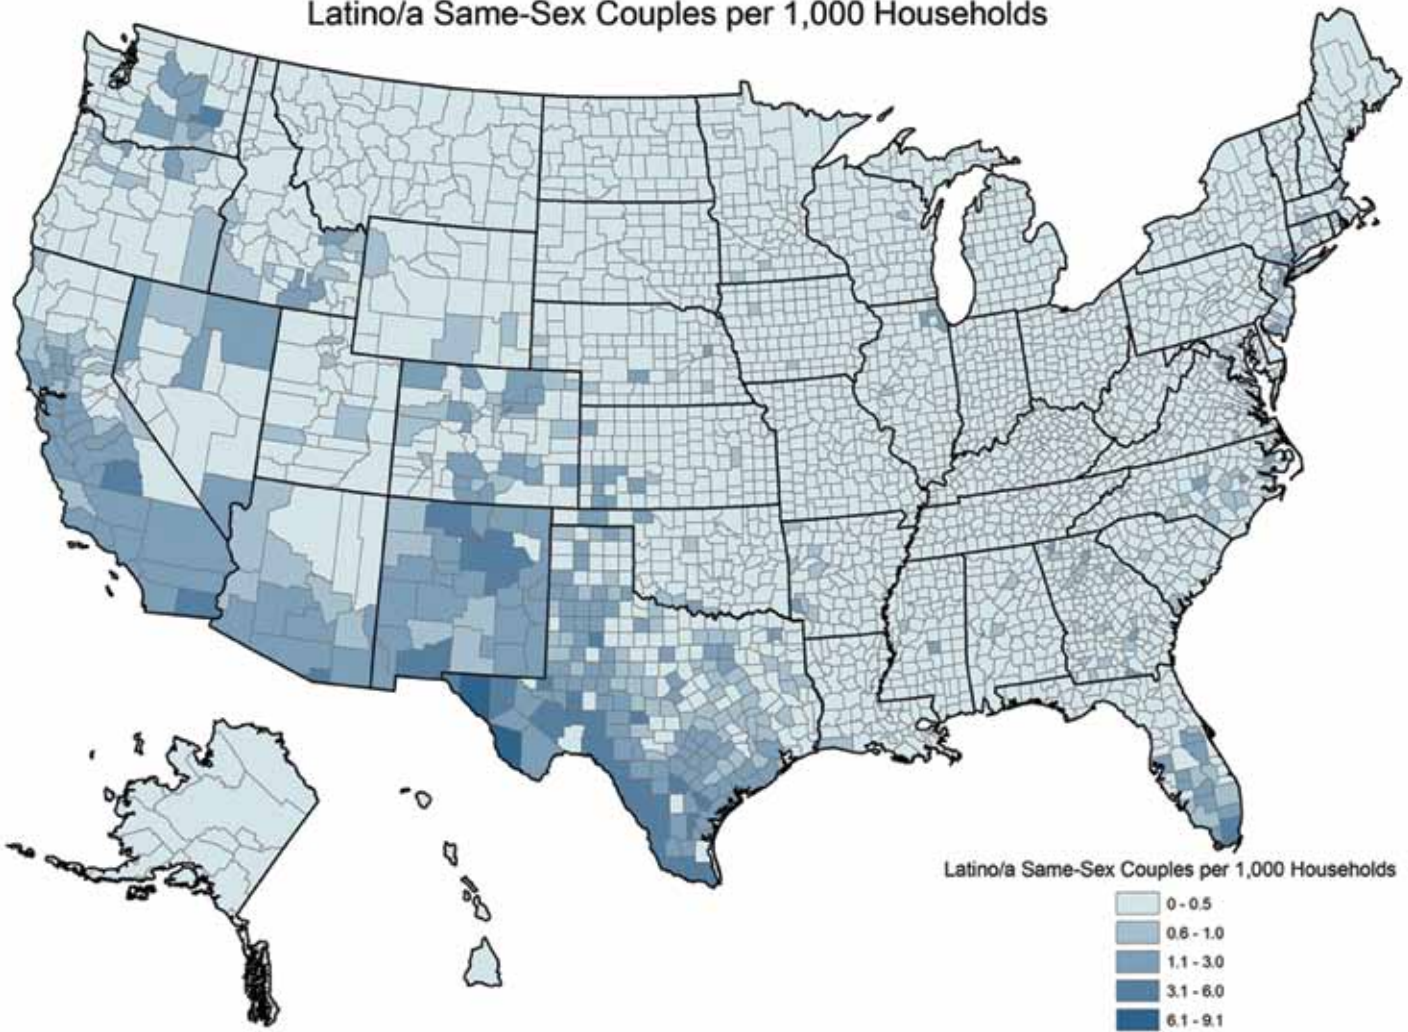 Latino/a Same-Sex Couples per 1,000 Households
Latino/a Same-Sex Couples per 1,000 Households
0 - 0.5
0.6 - 1.0
1.1 - 3.0
3.1 - 6.0
6.1 - 9.1